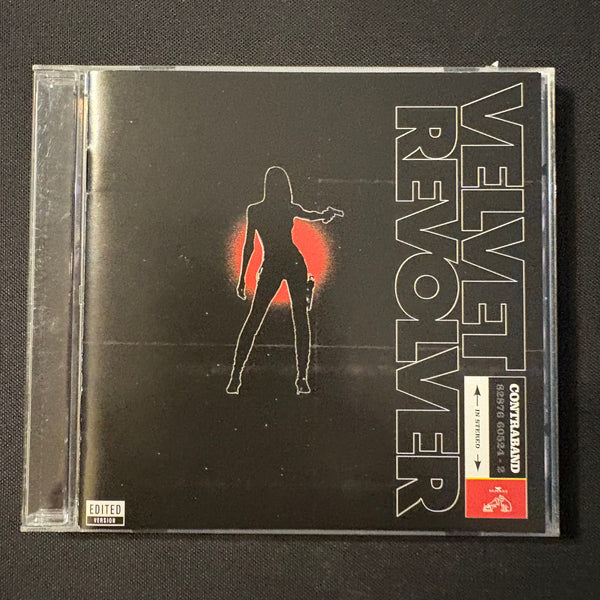 VELVET
REVOLVER
CONTRABAND
82876 60524 - 2
IN STEREO
EDITED
VERSION